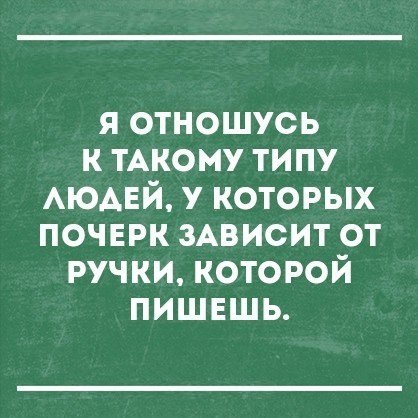 Я ОТНОШУСЬ
К ТАКОМУ ТИПУ
ЛЮДЕЙ, У КОТОРЫХ
ПОЧЕРК ЗАВИСИТ ОТ
РУЧКИ, КОТОРОЙ
ПИШЕШЬ.